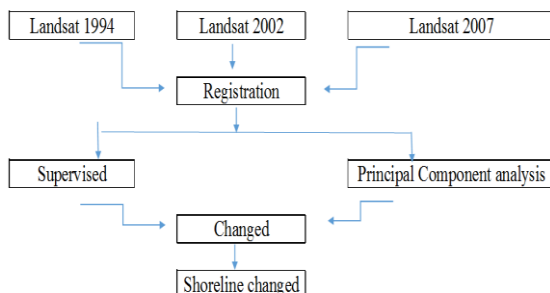 Landsat 1994
Landsat 2002
Landsat 2007
Registration
Supervised
Principal Component analysis
Changed
Shoreline changed